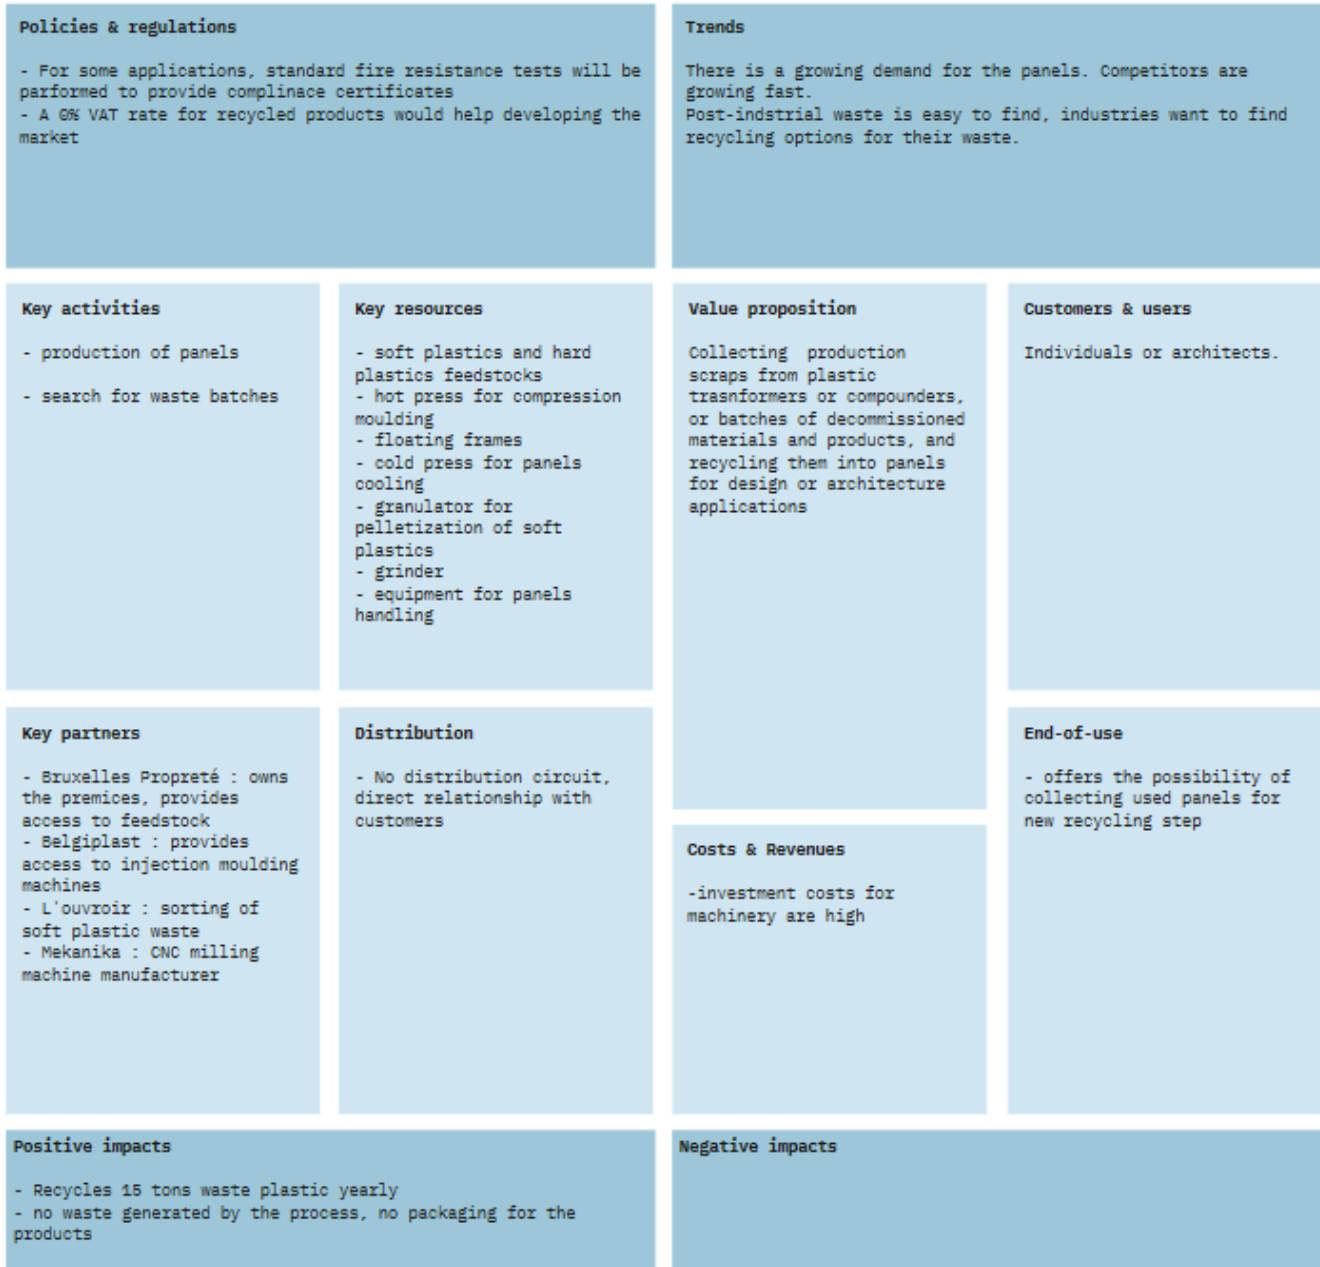 Policies & regulations
- For some applications, standard fire resistance tests will be
parformed to provide complinace certificates
- A 0% VAT rate for recycled products would help developing the
market
Trends
There is a growing demand for the panels. Competitors are
growing fast.
Post-indstrial waste is easy to find, industries want to find
recycling options for their waste.
Key activities
- production of panels
- search for waste batches
Key resources
- soft plastics and hard
plastics feedstocks
- hot press for compression
moulding
- floating frames
- cold press for panels
cooling
- granulator for
pelletization of soft
plastics
- grinder
- equipment for panels
handling
Value proposition
Collecting  production
scraps from plastic
trasnformers or compounders,
or batches of decommissioned
materials and products, and
recycling them into panels
for design or architecture
applications
Customers & users
Individuals or architects.
Key partners
- Bruxelles Propreté : owns
the premices, provides
access to feedstock
- Belgiplast : provides
access to injection moulding
machines
- L'ouvroir : sorting of
soft plastic waste
- Mekanika : CNC milling
machine manufacturer
Distribution
- No distribution circuit,
direct relationship with
customers
Costs & Revenues
-investment costs for
machinery are high
End-of-use
- offers the possibility of
collecting used panels for
new recycling step
Positive impacts
- Recycles 15 tons waste plastic yearly
- no waste generated by the process, no packaging for the
products
Negative impacts